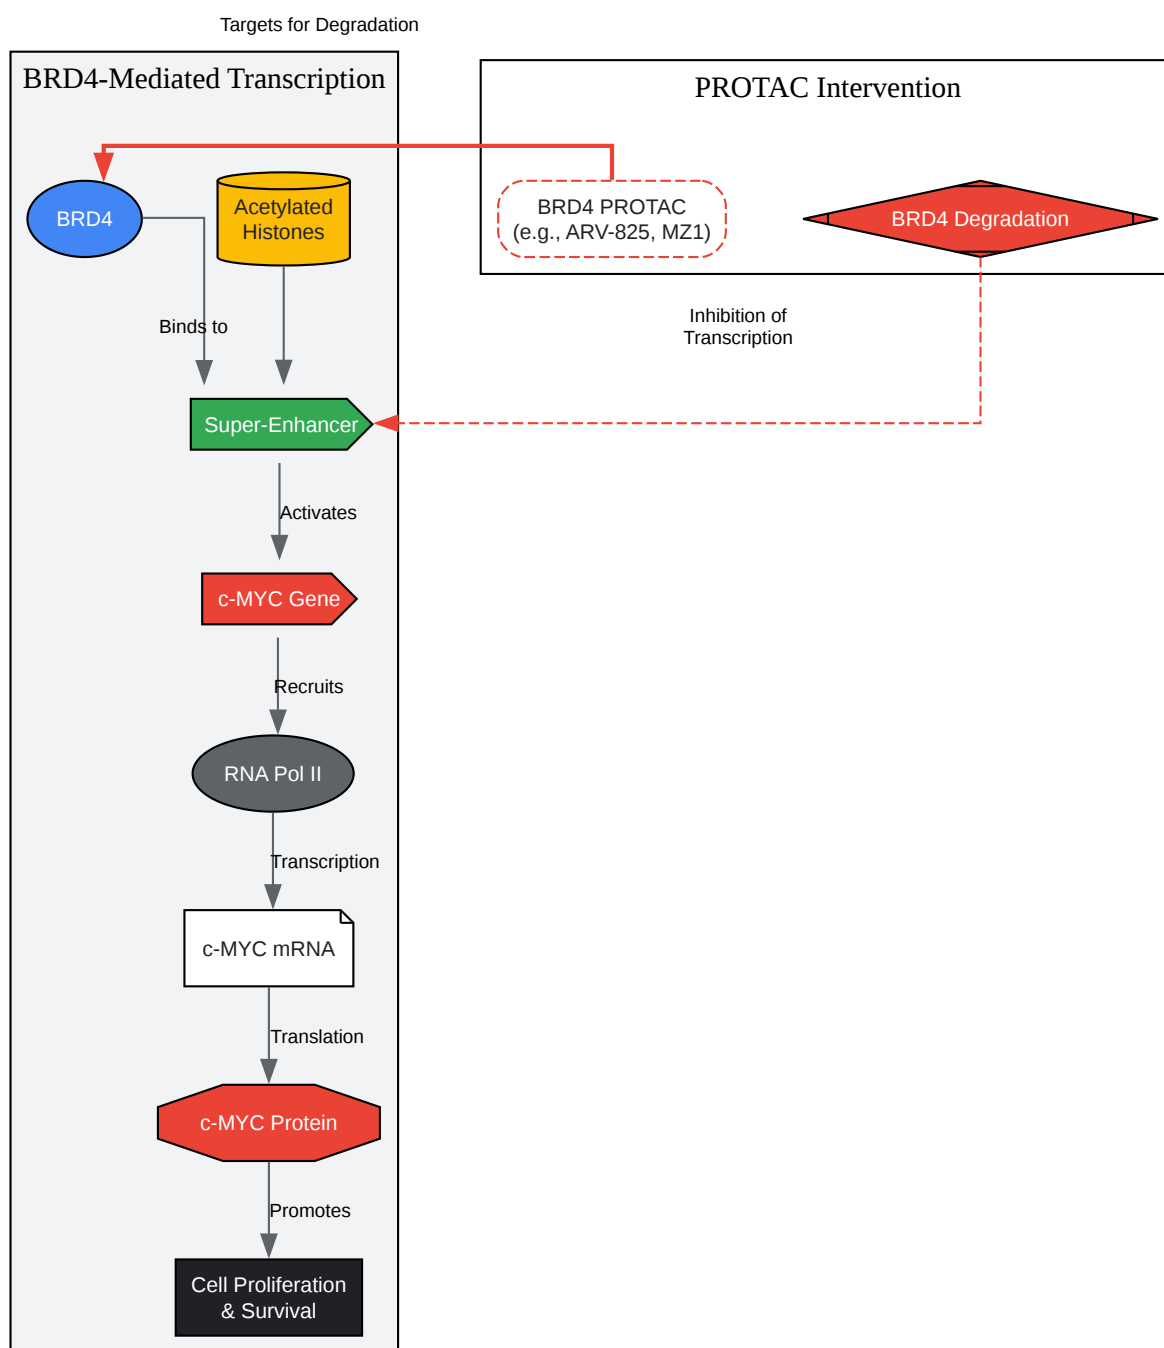 Targets for Degradation
BRD4-Mediated Transcription
PROTAC Intervention
BRD4
Acetylated
Histones
BRD4 PROTAC
(e.g., ARV-825, MZ1)
BRD4 Degradation
Binds to
Inhibition of
Transcription
Super-Enhancer
Activates
c-MYC Gene
Recruits
RNA Pol II
Transcription
c-MYC mRNA
Translation
c-MYC Protein
Promotes
Cell Proliferation
& Survival